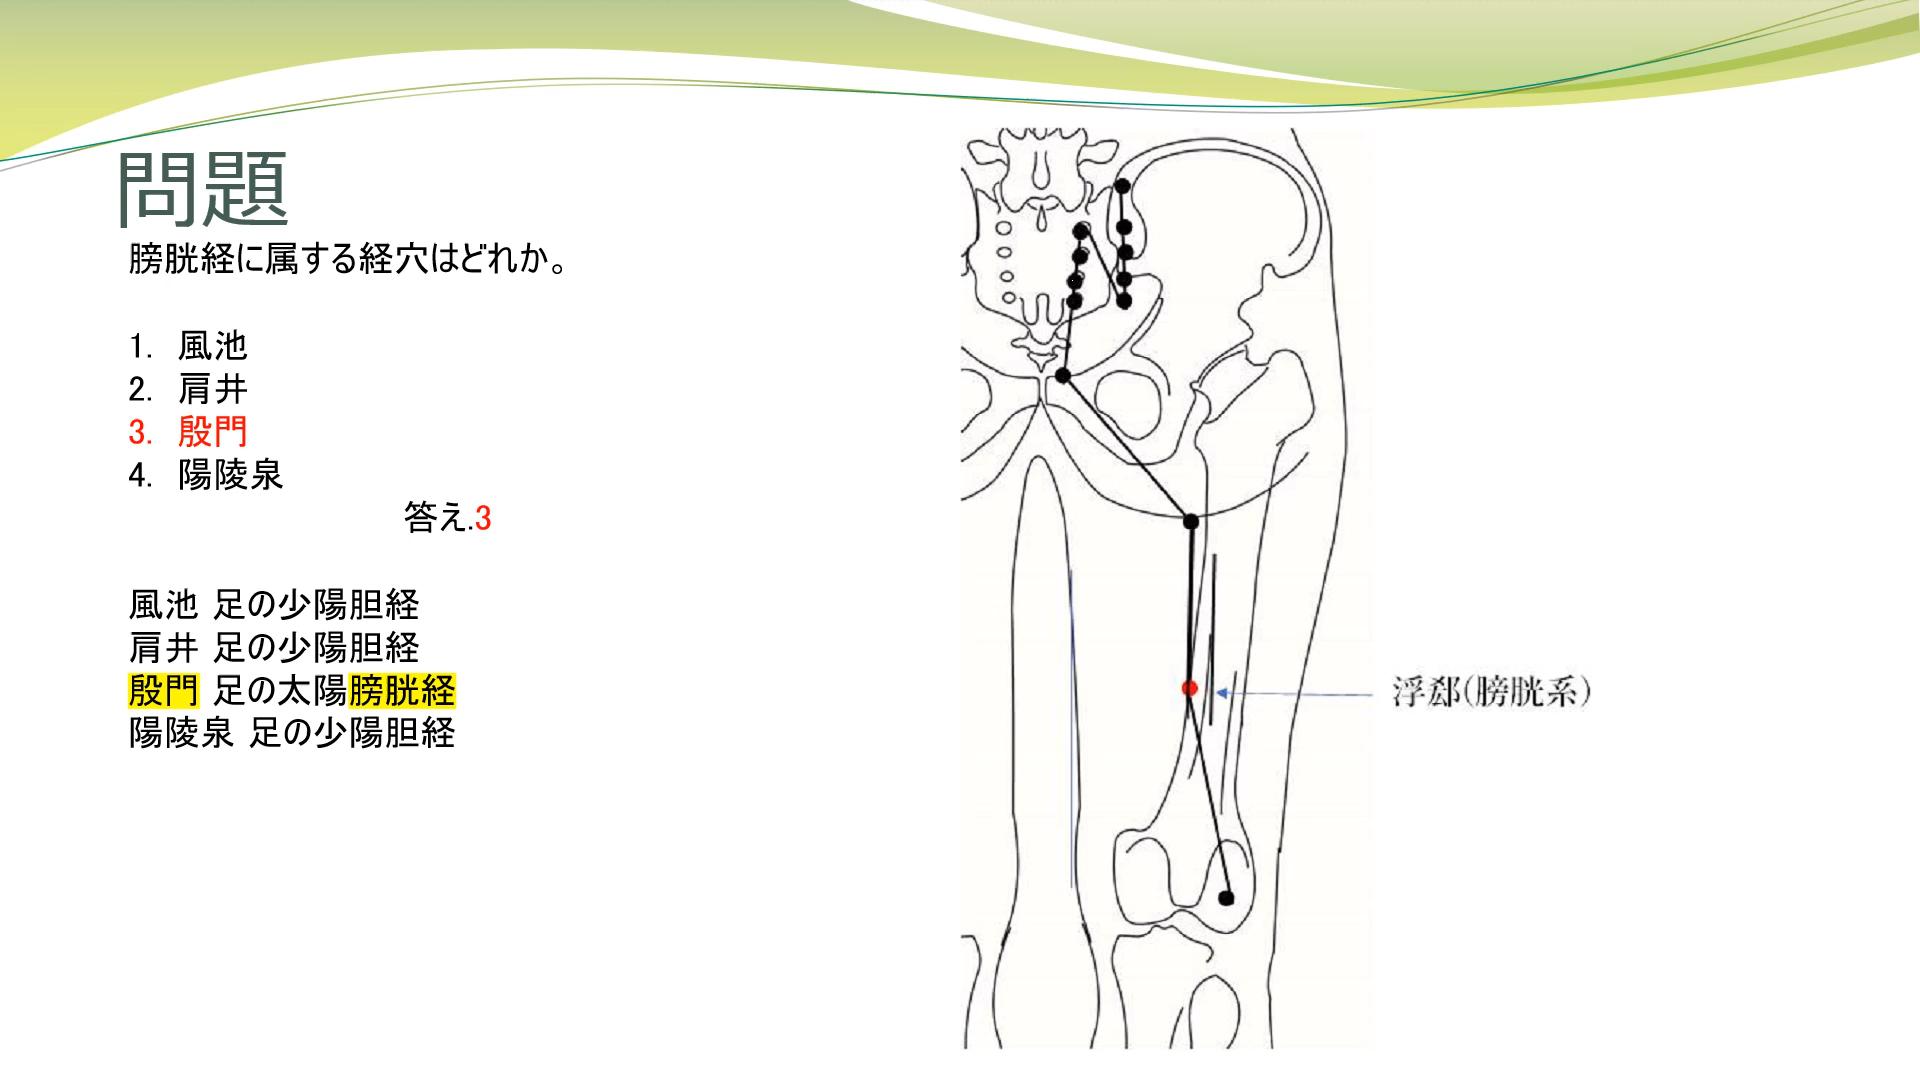 問題
膀胱経に属する経穴はどれか。
1. 風池
2. 肩井
3. 殷門
4. 陽陵泉
答え.3
風池 足の少陽胆経
肩井 足の少陽胆経
殷門 足の太陽膀胱経
陽陵泉 足の少陽胆経
浮郄(膀胱系)